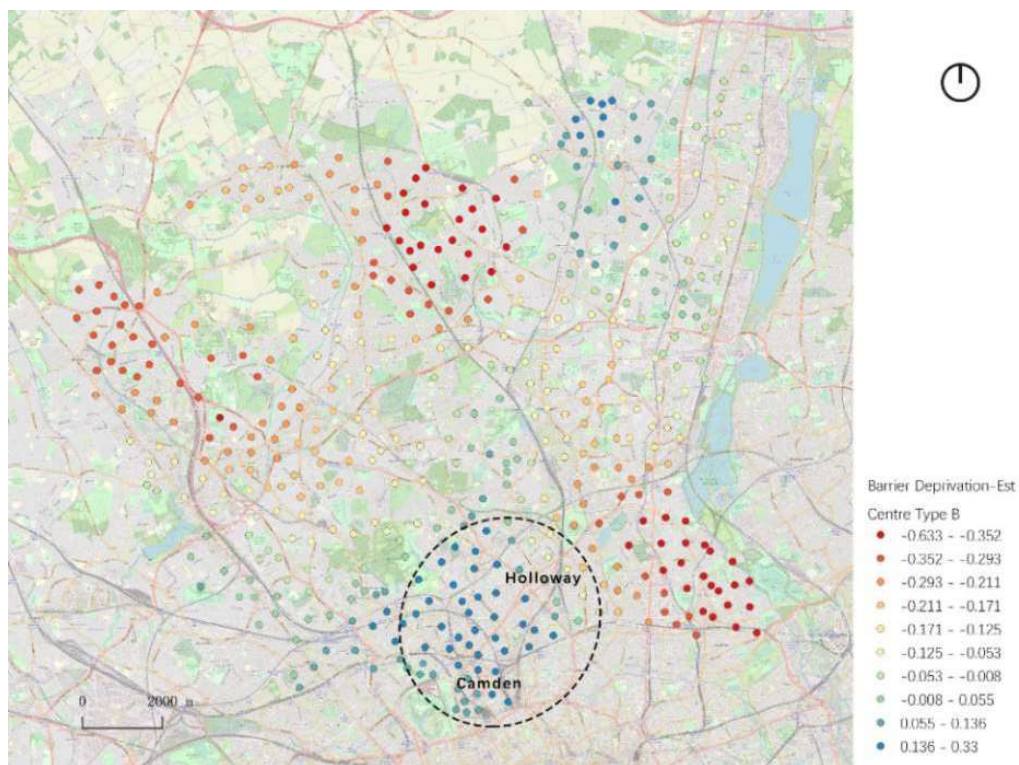 Holloway
Camden
0 2000 m
Barrier Deprivation-Est
Centre Type B
-0.633 - -0.352
-0.352 - -0.293
-0.293 - -0.211
-0.211 - -0.171
-0.171 - -0.125
-0.125 - -0.053
-0.053 - -0.008
-0.008 - 0.055
0.055 - 0.136
0.136 - 0.33